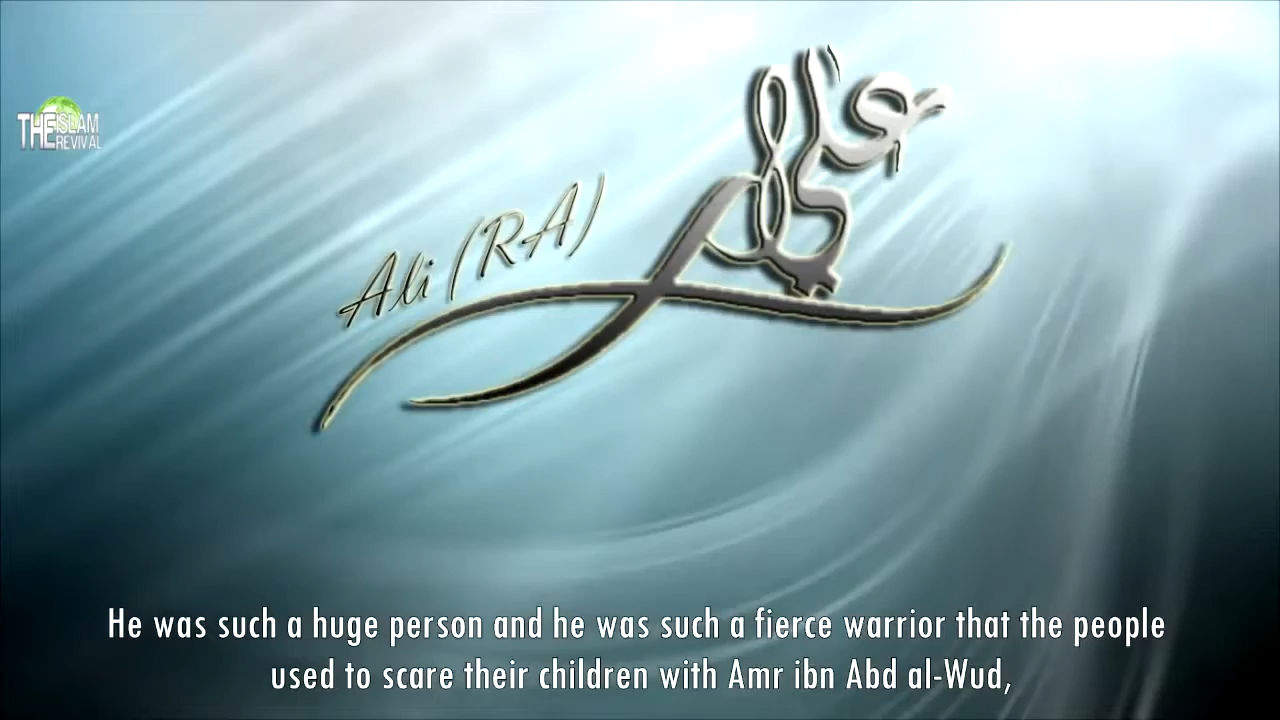 THE ISLAM
REVIVAL
علي
Ali (RA)
He was such a huge person and he was such a fierce warrior that the people
used to scare their children with Amr ibn Abd al-Wud,